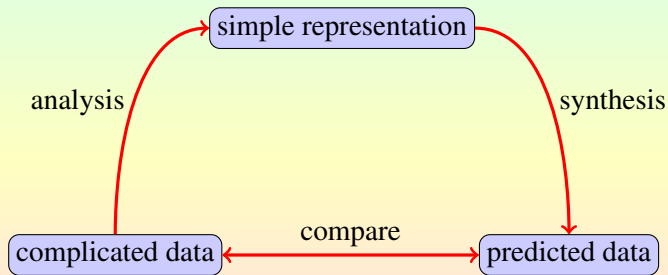 simple representation
analysis
synthesis
compare
complicated data
predicted data